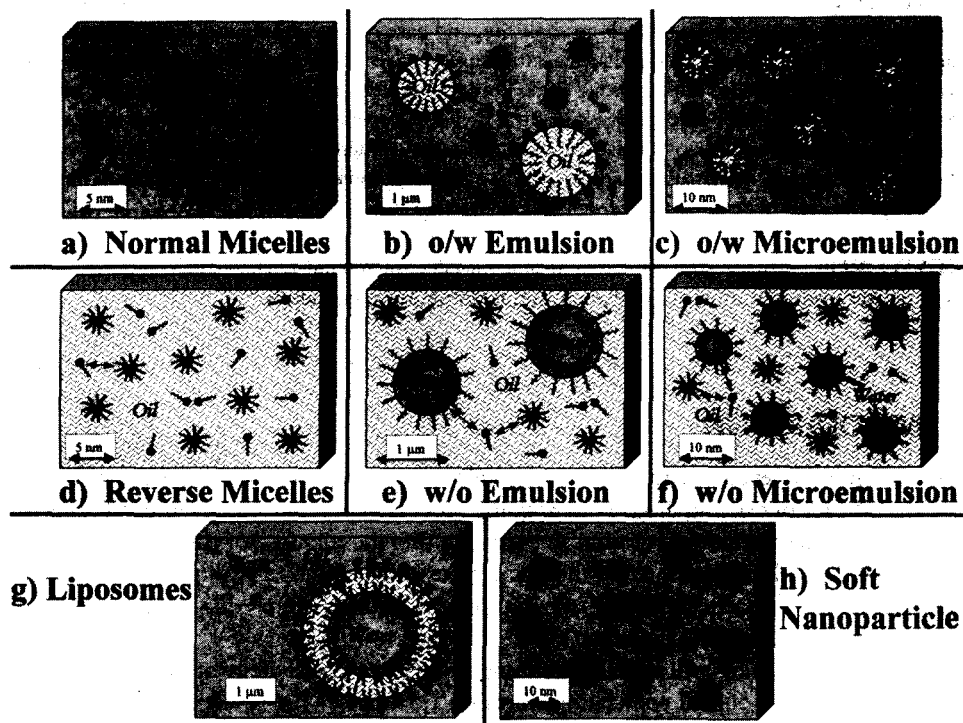 Oil
Oil
5 nm
1 µm
10 nm
a) Normal Micelles
b) o/w Emulsion
c) o/w Microemulsion
Oil
Oil
Water
Oil
5 nm
1 µm
10 nm
d) Reverse Micelles
e) w/o Emulsion
f) w/o Microemulsion
g) Liposomes
h) Soft
Nanoparticle
1 µm
10 nm